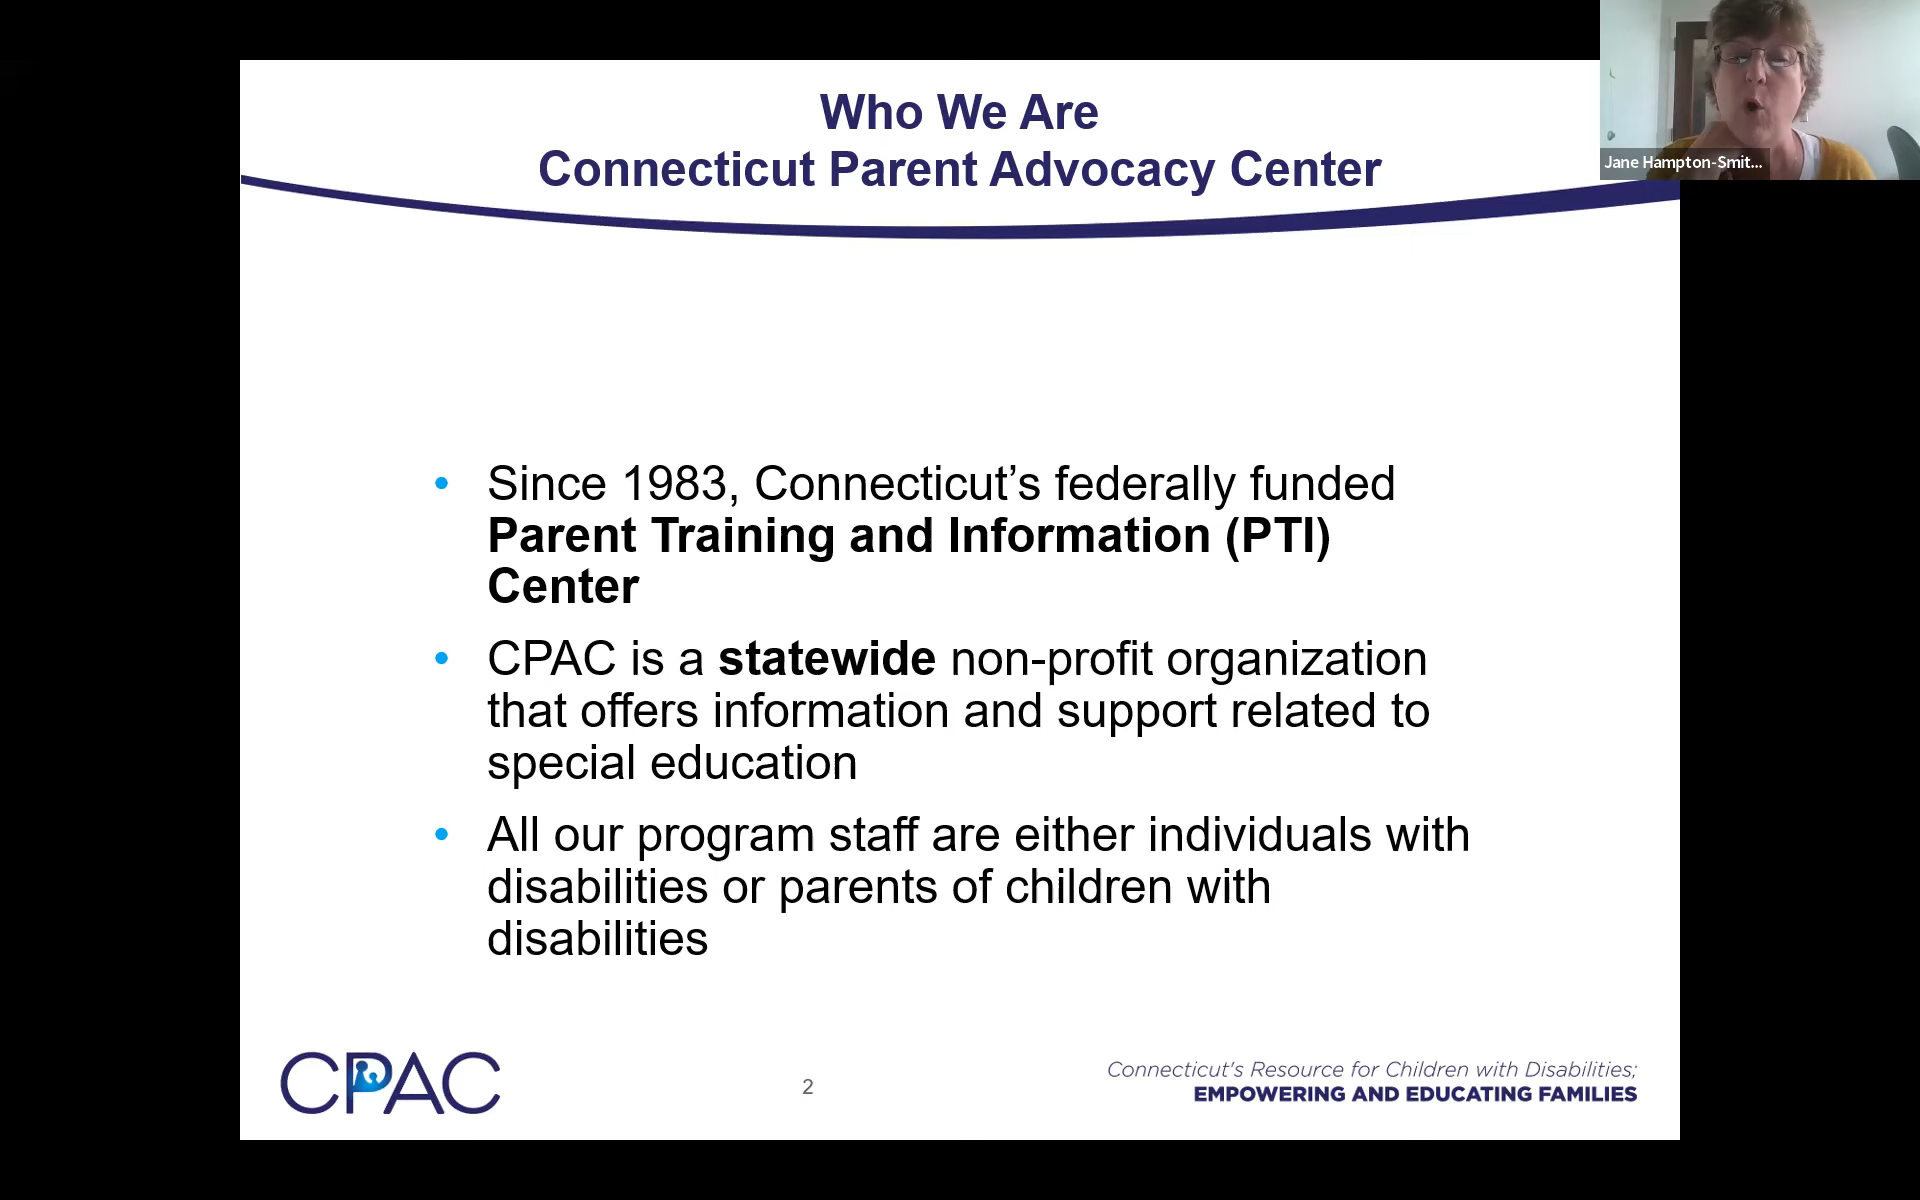 Who We Are
Connecticut Parent Advocacy Center
Jane Hampton-Smit...
• Since 1983, Connecticut’s federally funded
Parent Training and Information (PTI)
Center
• CPAC is a statewide non-profit organization
that offers information and support related to
special education
• All our program staff are either individuals with
disabilities or parents of children with
disabilities
CPAC
2
Connecticut's Resource for Children with Disabilities;
EMPOWERING AND EDUCATING FAMILIES